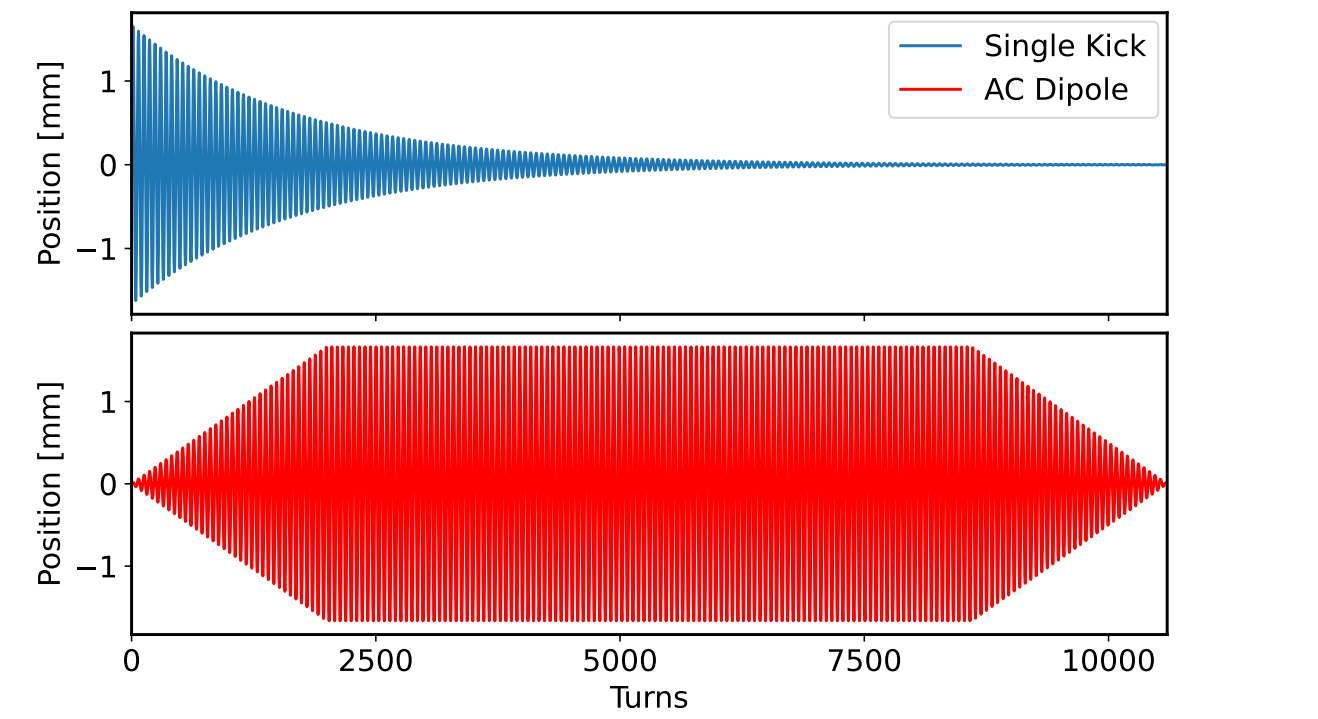 Position [mm]
1
0
−1
Single Kick
AC Dipole
Position [mm]
1
0
−1
0 2500 5000 7500 10000
Turns